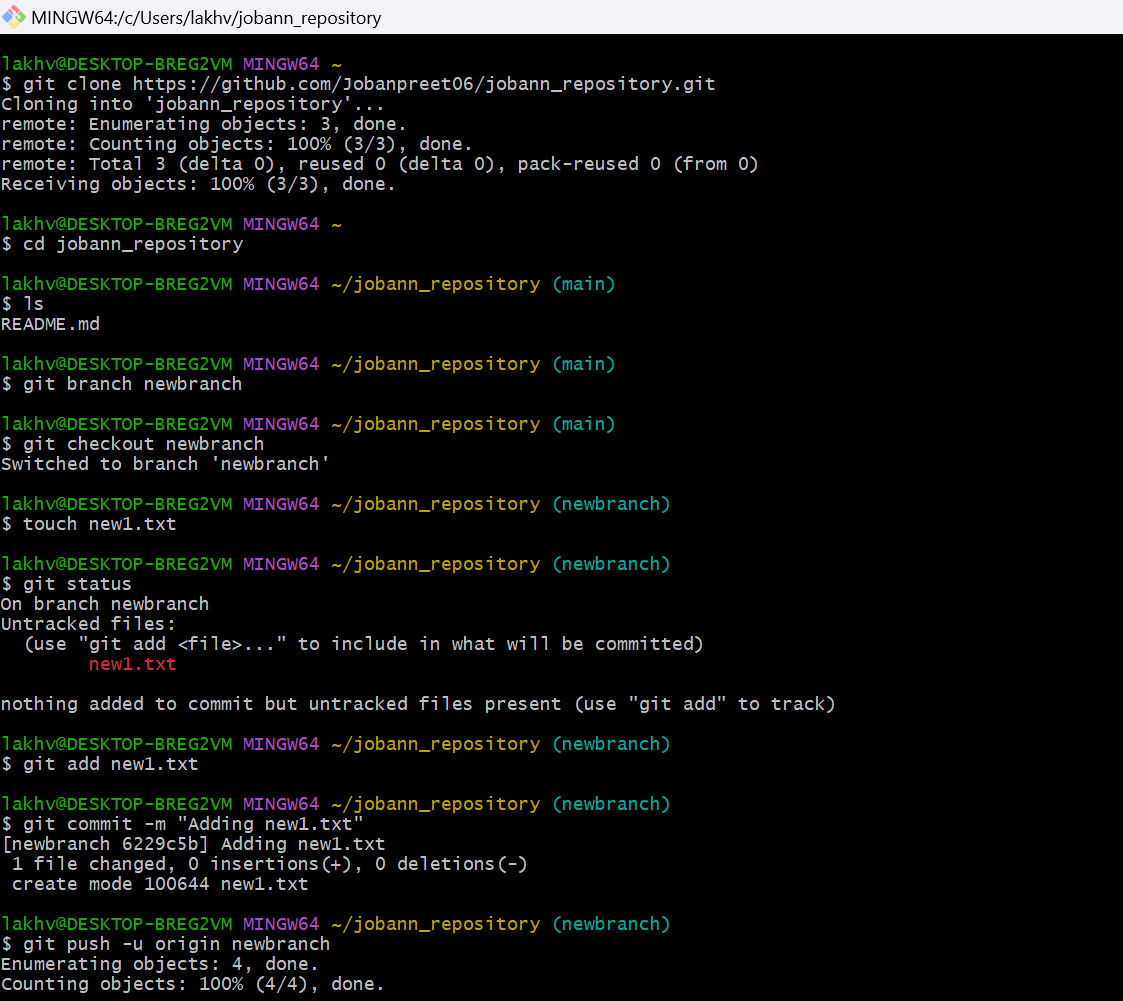 MINGW64:/c/Users/lakhv/jobann_repository
lakhv@DESKTOP-BREG2VM MINGW64 ~
$ git clone https://github.com/Jobanpreet06/jobann_repository.git
Cloning into 'jobann_repository'...
remote: Enumerating objects: 3, done.
remote: Counting objects: 100% (3/3), done.
remote: Total 3 (delta 0), reused 0 (delta 0), pack-reused 0 (from 0)
Receiving objects: 100% (3/3), done.
lakhv@DESKTOP-BREG2VM MINGW64 ~
$ cd jobann_repository
lakhv@DESKTOP-BREG2VM MINGW64 ~/jobann_repository (main)
$ ls
README.md
lakhv@DESKTOP-BREG2VM MINGW64 ~/jobann_repository (main)
$ git branch newbranch
lakhv@DESKTOP-BREG2VM MINGW64 ~/jobann_repository (main)
$ git checkout newbranch
Switched to branch 'newbranch'
lakhv@DESKTOP-BREG2VM MINGW64 ~/jobann_repository (newbranch)
$ touch new1.txt
lakhv@DESKTOP-BREG2VM MINGW64 ~/jobann_repository (newbranch)
$ git status
On branch newbranch
Untracked files:
  (use "git add <file>..." to include in what will be committed)
        new1.txt
nothing added to commit but untracked files present (use "git add" to track)
lakhv@DESKTOP-BREG2VM MINGW64 ~/jobann_repository (newbranch)
$ git add new1.txt
lakhv@DESKTOP-BREG2VM MINGW64 ~/jobann_repository (newbranch)
$ git commit -m "Adding new1.txt"
[newbranch 6229c5b] Adding new1.txt
 1 file changed, 0 insertions(+), 0 deletions(-)
 create mode 100644 new1.txt
lakhv@DESKTOP-BREG2VM MINGW64 ~/jobann_repository (newbranch)
$ git push -u origin newbranch
Enumerating objects: 4, done.
Counting objects: 100% (4/4), done.